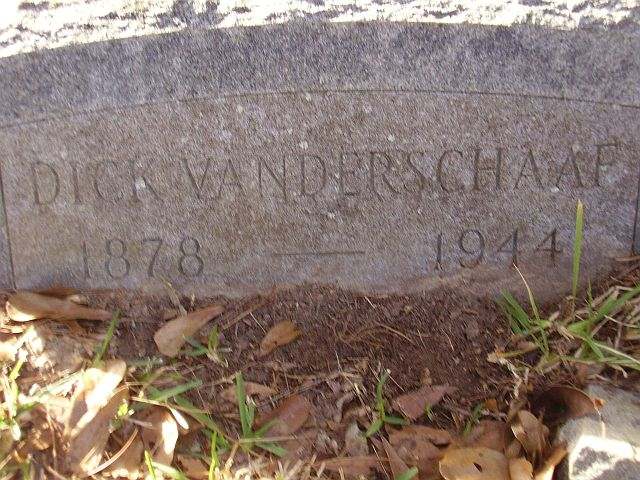 DICK VANDERSCHAAF
1878 — 1944